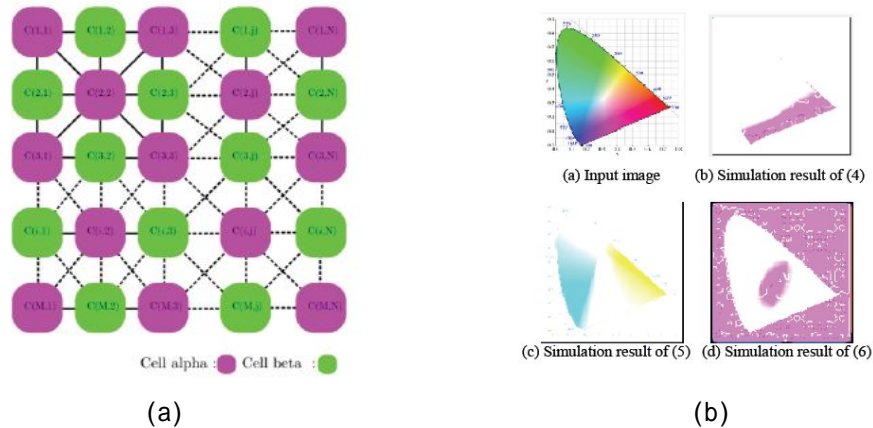 C(1,1) C(1,2) C(1,3) C(1,j) C(1,N)
C(2,1) C(2,2) C(2,3) C(2,j) C(2,N)
C(3,1) C(3,2) C(3,3) C(3,j) C(3,N)
C(i,1) C(i,2) C(i,3) C(i,j) C(i,N)
C(M,1) C(M,2) C(M,3) C(M,j) C(M,N)
Cell alpha : Cell beta :
(a)
(a) Input image (b) Simulation result of (4)
(c) Simulation result of (5) (d) Simulation result of (6)
(b)